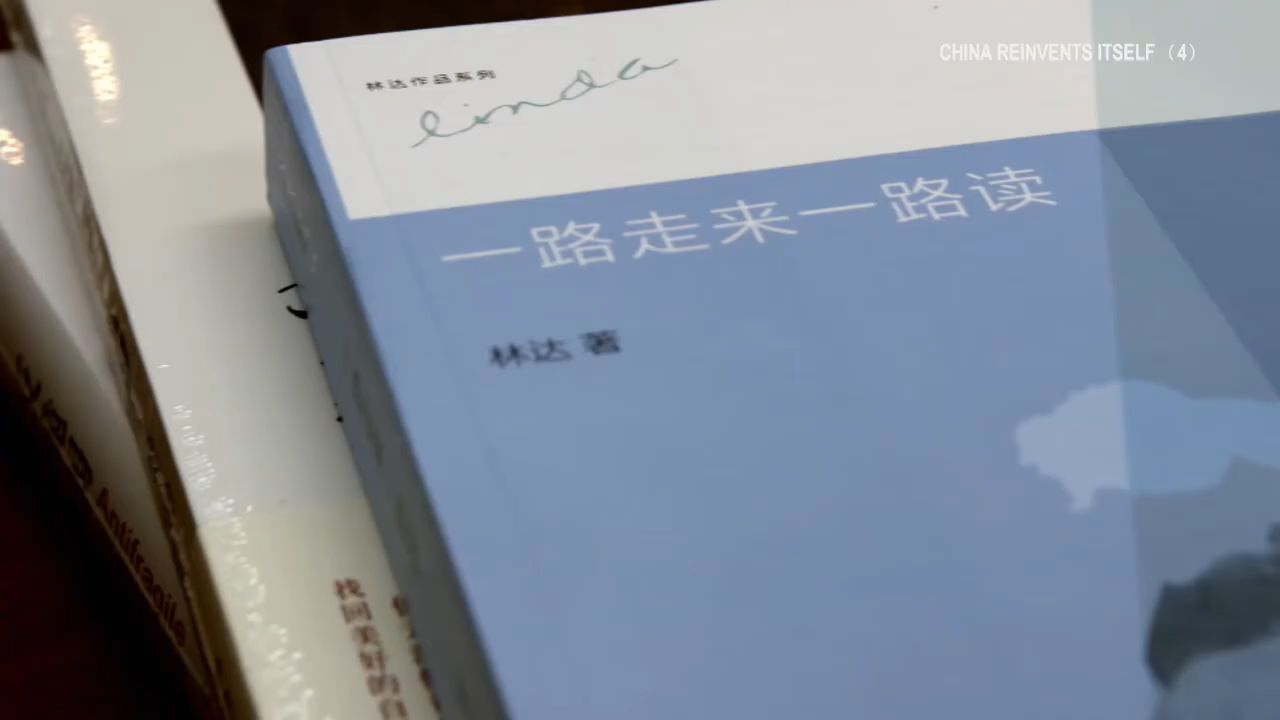 CHINA REINVENTS ITSELF（4）
林达作品系列
linda
一路走来一路读
林达 著
Antifragile
找回美好的自